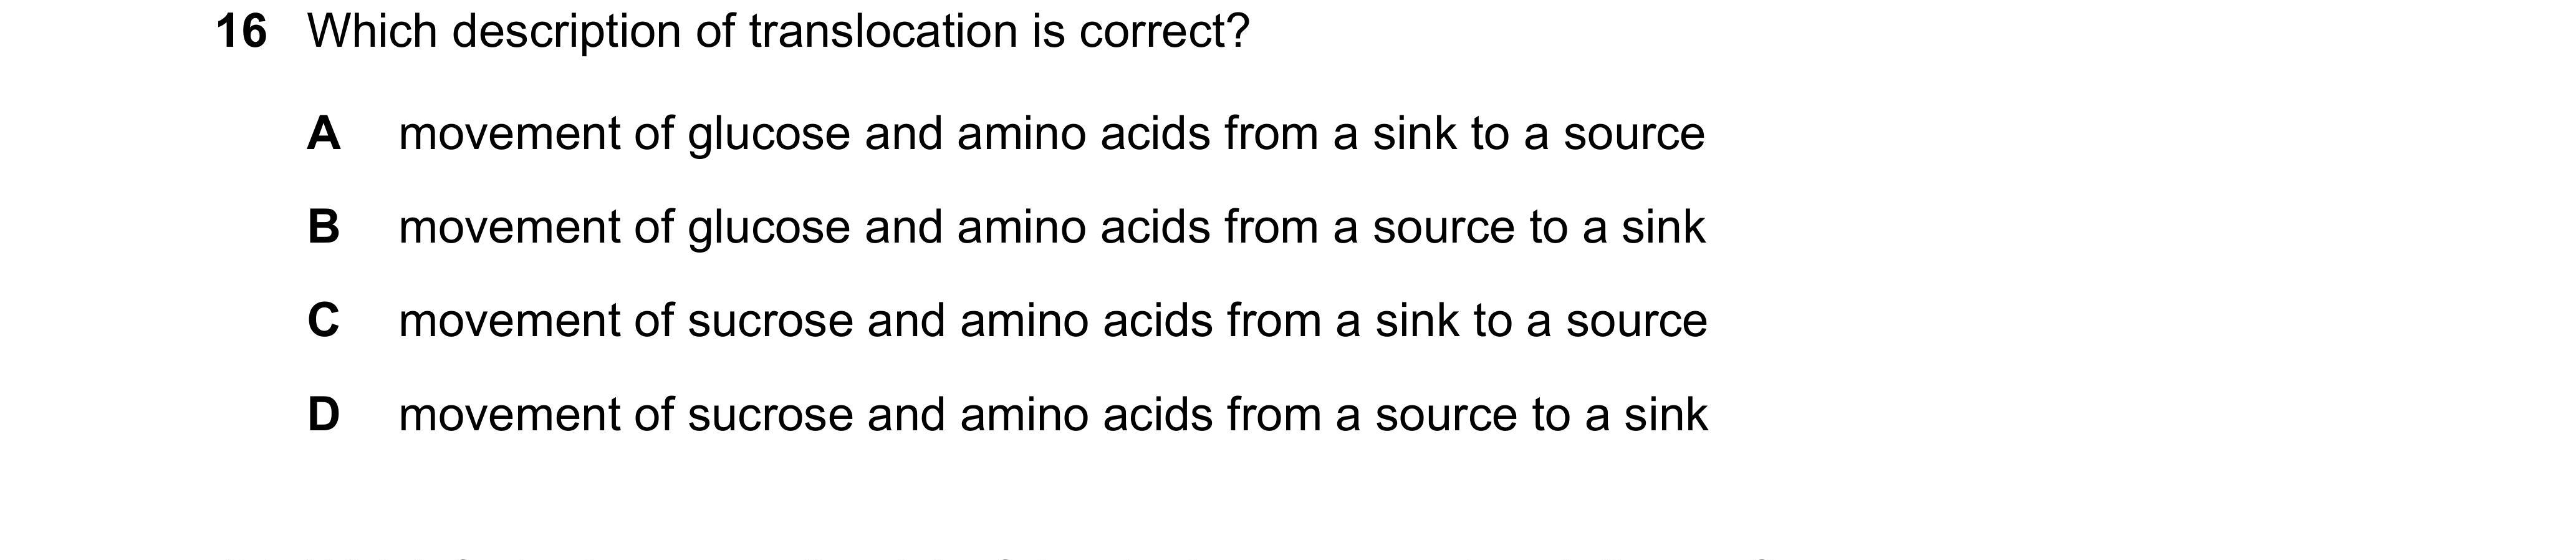 16 Which description of translocation is correct?
A movement of glucose and amino acids from a sink to a source
B movement of glucose and amino acids from a source to a sink
C movement of sucrose and amino acids from a sink to a source
D movement of sucrose and amino acids from a source to a sink